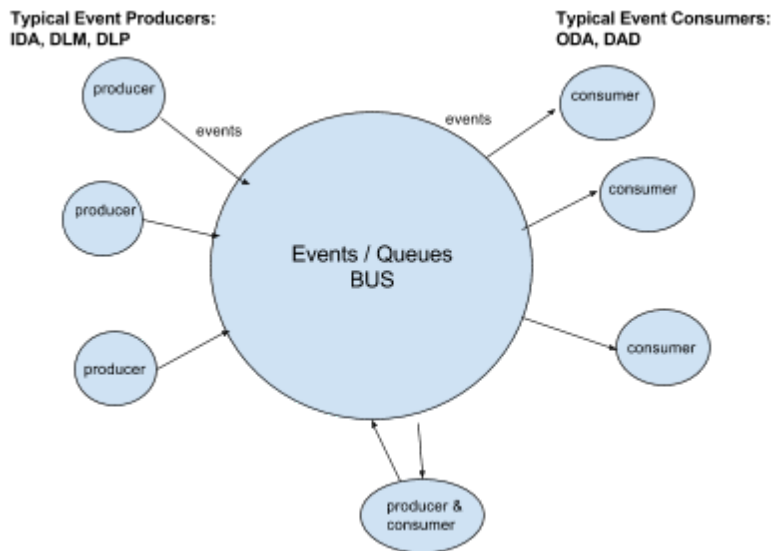 Typical Event Producers:
IDA, DLM, DLP
Typical Event Consumers:
ODA, DAD
producer
consumer
events
events
producer
consumer
Events / Queues
BUS
producer
consumer
producer &
consumer